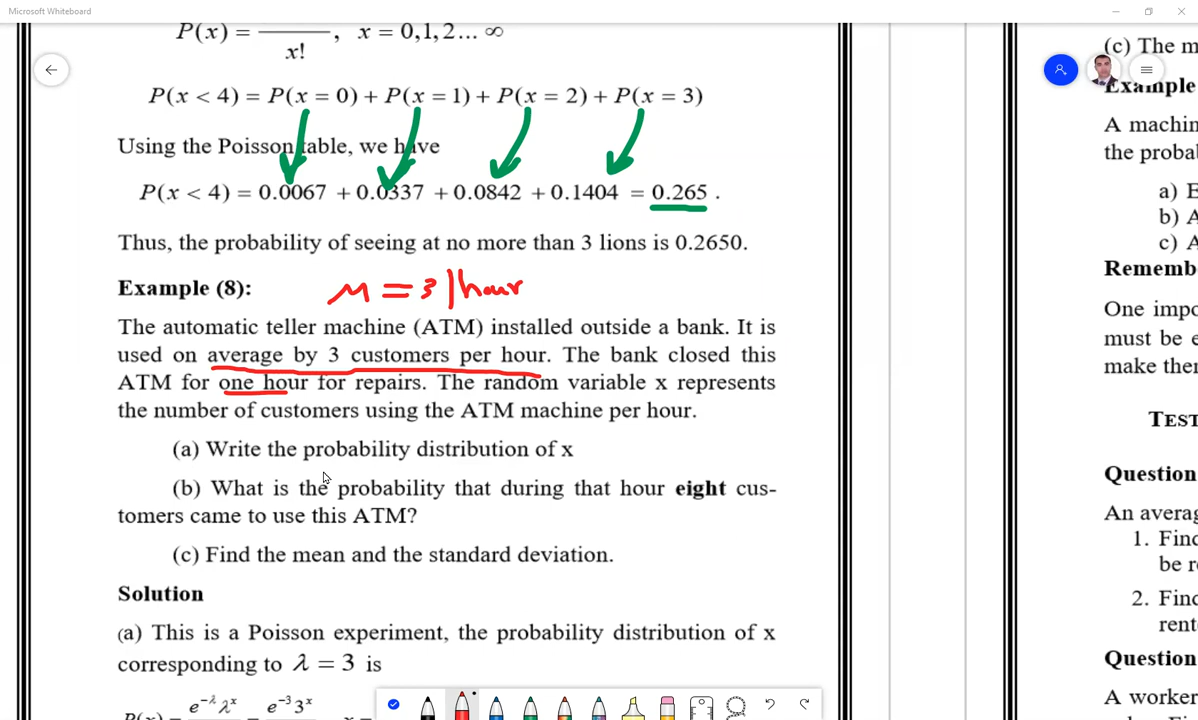 Microsoft Whiteboard
P(x) = ―――, x = 0,1,2... ∞
x!
P(x < 4) = P(x = 0) + P(x = 1) + P(x = 2) + P(x = 3)
Using the Poisson table, we have
P(x < 4) = 0.0067 + 0.0337 + 0.0842 + 0.1404 = 0.265 .
Thus, the probability of seeing at no more than 3 lions is 0.2650.
Example (8):
M = 3 | hour
The automatic teller machine (ATM) installed outside a bank. It is
used on average by 3 customers per hour. The bank closed this
ATM for one hour for repairs. The random variable x represents
the number of customers using the ATM machine per hour.
(a) Write the probability distribution of x
(b) What is the probability that during that hour eight cus-
tomers came to use this ATM?
(c) Find the mean and the standard deviation.
Solution
(a) This is a Poisson experiment, the probability distribution of x
corresponding to λ = 3 is
e⁻λ λˣ e⁻³ 3ˣ
(c) The m
Example
A machin
the proba
a) E
b) A
c) A
Rememb
One impo
must be e
make ther
TEST
Question
An averag
1. Find
be re
2. Find
rent
Question
A worker